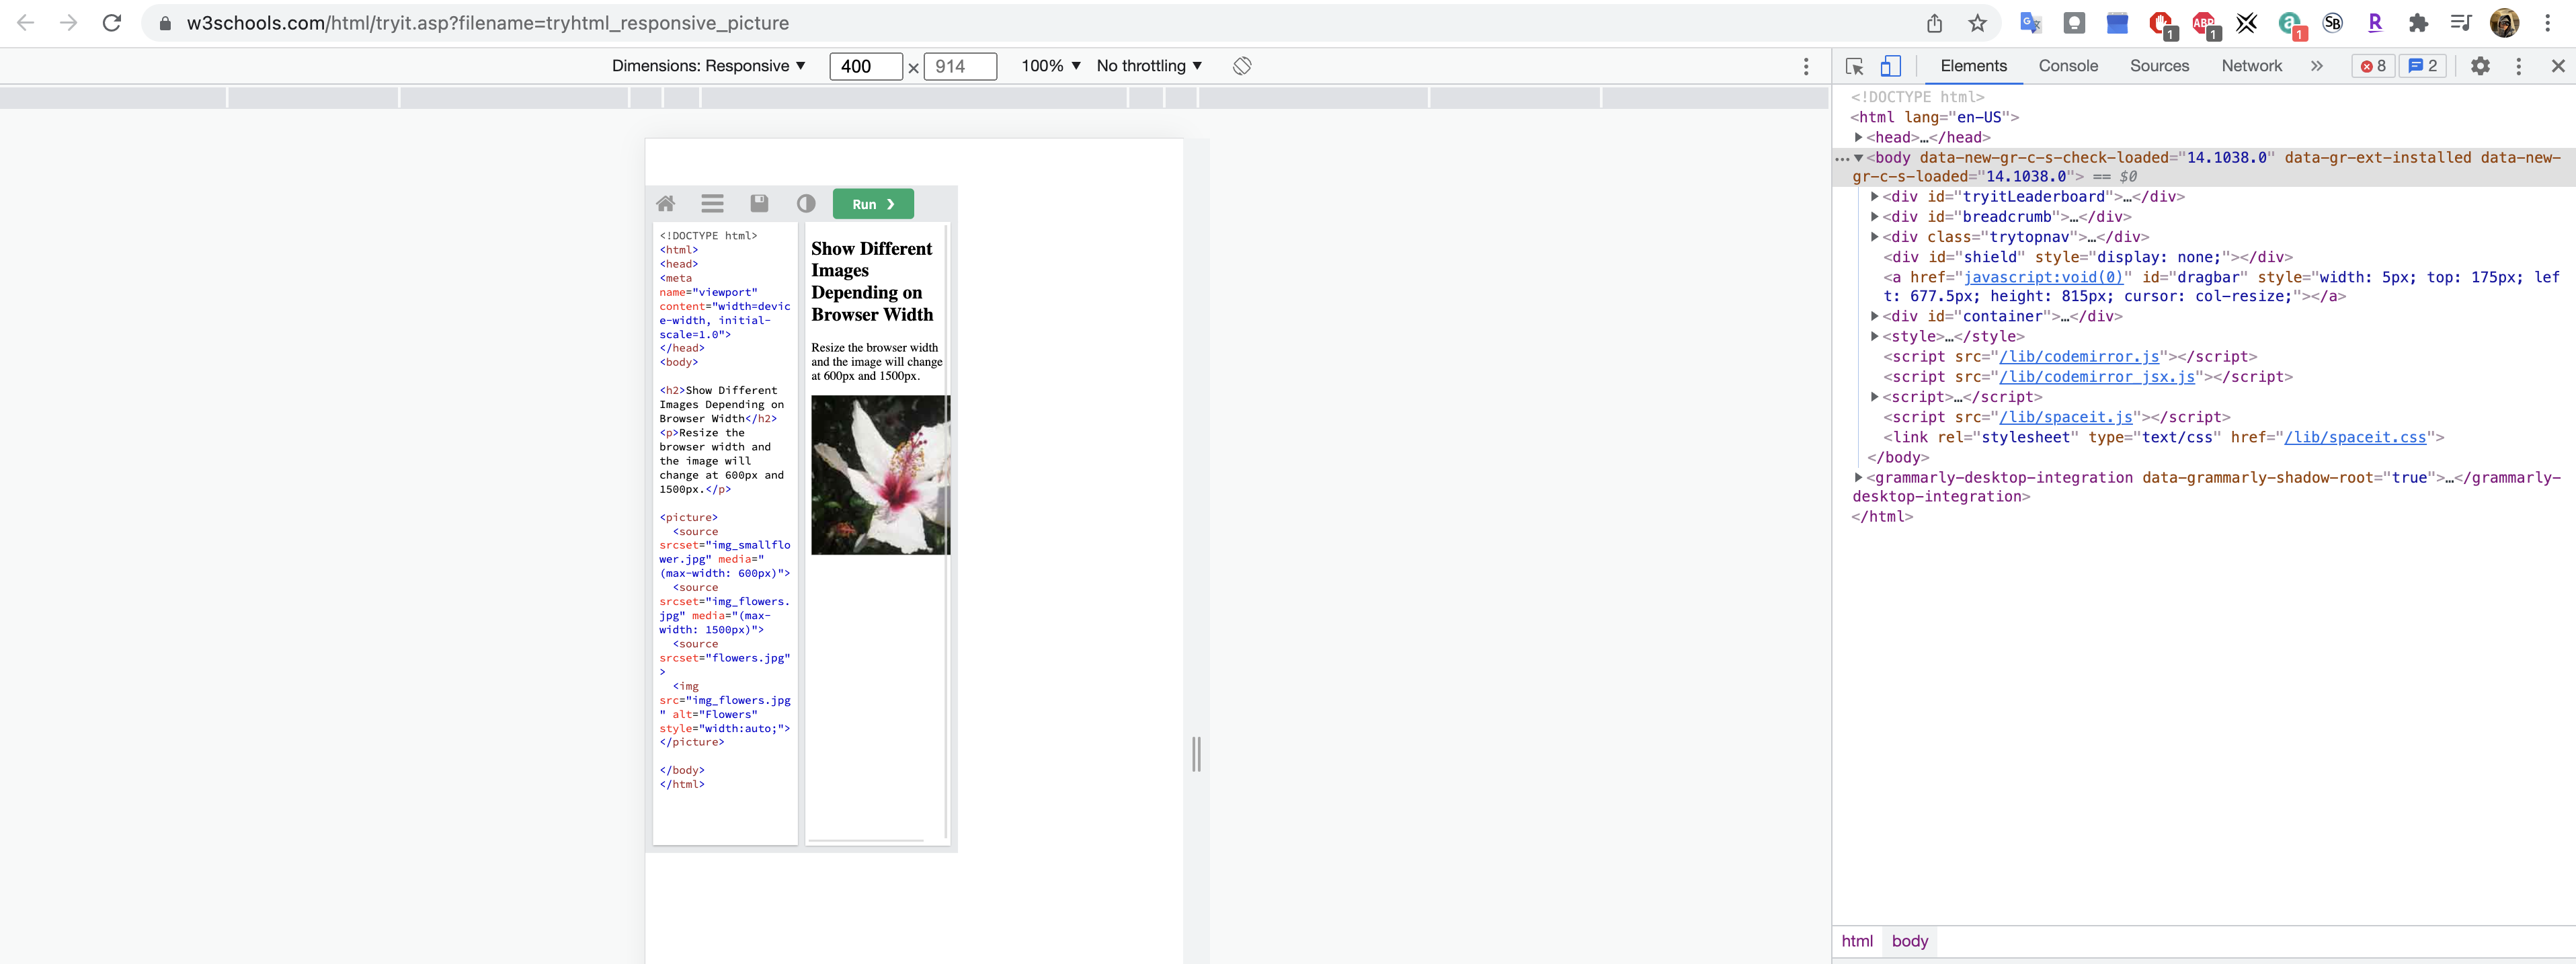 w3schools.com/html/tryit.asp?filename=tryhtml_responsive_picture
1
ABP
1
a
1
SB
R
Dimensions: Responsive ▼ 400 × 914 100% ▼ No throttling ▼
Elements Console Sources Network » 8 2
Run ❯
<!DOCTYPE html>
<html>
<head>
<meta
name="viewport"
content="width=devic
e-width, initial-
scale=1.0">
</head>
<body>
<h2>Show Different
Images Depending on
Browser Width</h2>
<p>Resize the
browser width and
the image will
change at 600px and
1500px.</p>
<picture>
<source
srcset="img_smallflo
wer.jpg" media="
(max-width: 600px)">
<source
srcset="img_flowers.
jpg" media="(max-
width: 1500px)">
<source
srcset="flowers.jpg"
>
<img
src="img_flowers.jpg
" alt="Flowers"
style="width:auto;">
</picture>
</body>
</html>
Show Different
Images
Depending on
Browser Width
Resize the browser width
and the image will change
at 600px and 1500px.
<!DOCTYPE html>
<html lang="en-US">
▶<head>…</head>
…▼<body data-new-gr-c-s-check-loaded="14.1038.0" data-gr-ext-installed data-new-
gr-c-s-loaded="14.1038.0"> == $0
▶<div id="tryitLeaderboard">…</div>
▶<div id="breadcrumb">…</div>
▶<div class="trytopnav">…</div>
<div id="shield" style="display: none;"></div>
<a href="javascript:void(0)" id="dragbar" style="width: 5px; top: 175px; lef
t: 677.5px; height: 815px; cursor: col-resize;"></a>
▶<div id="container">…</div>
▶<style>…</style>
<script src="/lib/codemirror.js"></script>
<script src="/lib/codemirror_jsx.js"></script>
▶<script>…</script>
<script src="/lib/spaceit.js"></script>
<link rel="stylesheet" type="text/css" href="/lib/spaceit.css">
</body>
▶<grammarly-desktop-integration data-grammarly-shadow-root="true">…</grammarly-
desktop-integration>
</html>
html body